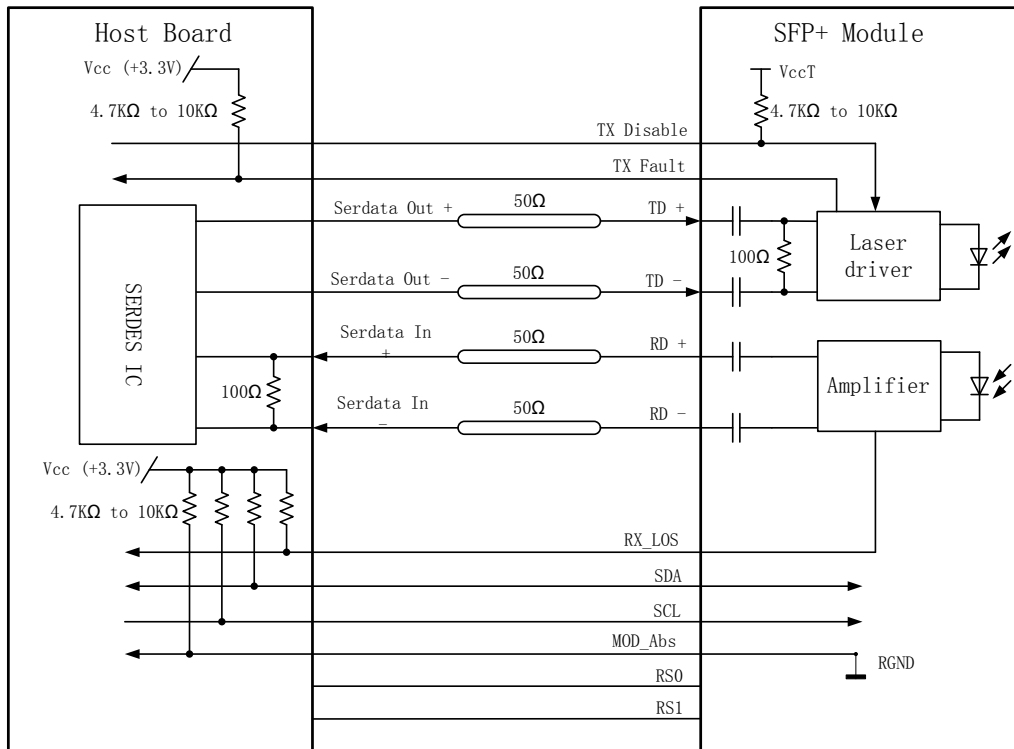 Host Board
SFP+ Module
Vcc (+3.3V)
VccT
4.7KΩ to 10KΩ
4.7KΩ to 10KΩ
TX Disable
TX Fault
Serdata Out +
50Ω
TD +
Laser
driver
100Ω
Serdata Out -
50Ω
TD -
SERDES IC
Serdata In
+
50Ω
RD +
Amplifier
100Ω
Serdata In
-
50Ω
RD -
Vcc (+3.3V)
4.7KΩ to 10KΩ
RX_LOS
SDA
SCL
MOD_Abs
RGND
RS0
RS1